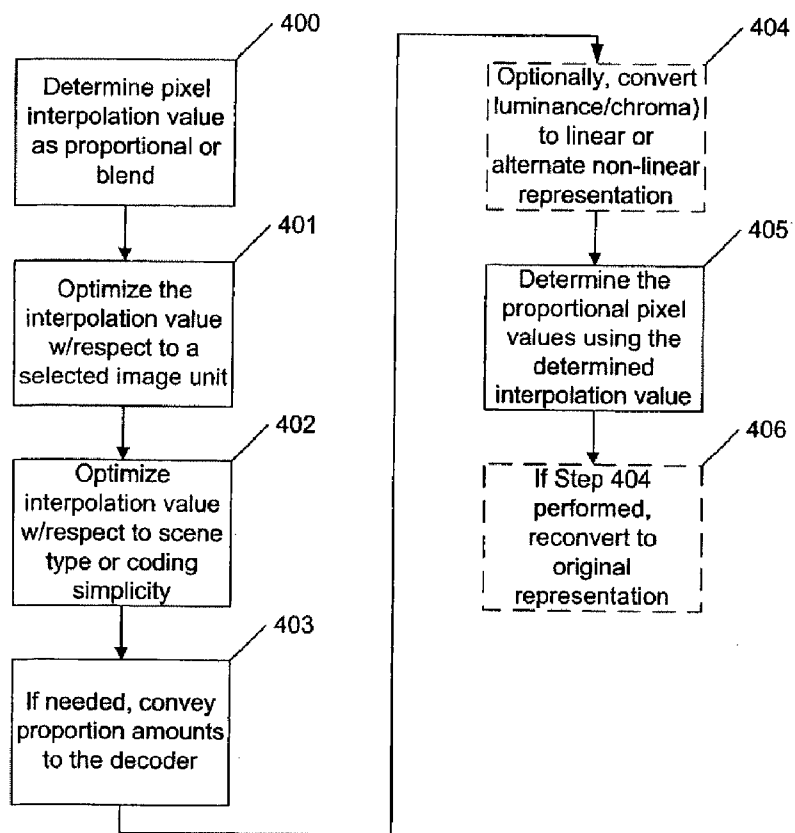 400
Determine pixel
interpolation value
as proportional or
blend
401
Optimize the
interpolation value
w/respect to a
selected image unit
402
Optimize
interpolation value
w/respect to scene
type or coding
simplicity
403
If needed, convey
proportion amounts
to the decoder
404
Optionally, convert
luminance/chroma)
to linear or
alternate non-linear
representation
405
Determine the
proportional pixel
values using the
determined
interpolation value
406
If Step 404
performed,
reconvert to
original
representation